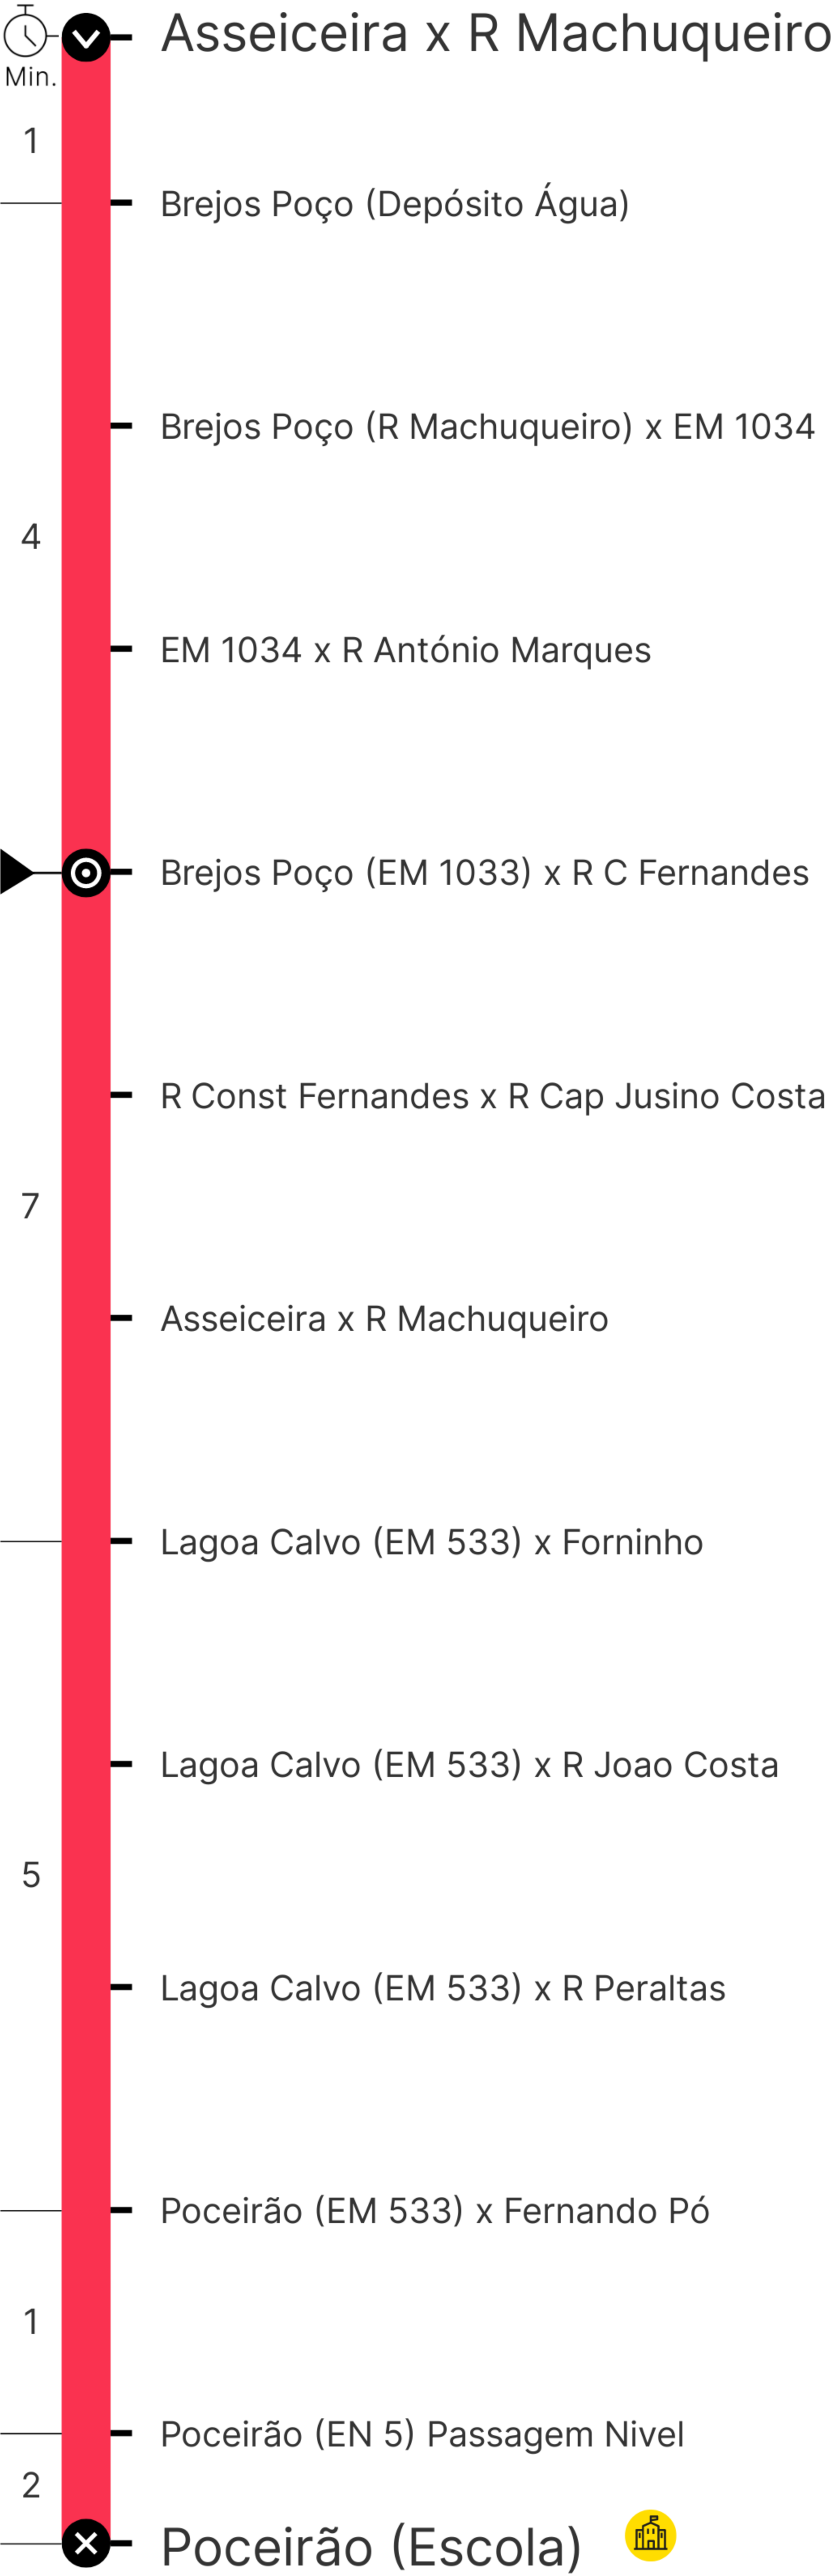 Asseiceira x R Machuqueiro
Min.
1
Brejos Poço (Depósito Água)
Brejos Poço (R Machuqueiro) x EM 1034
4
EM 1034 x R António Marques
Brejos Poço (EM 1033) x R C Fernandes
R Const Fernandes x R Cap Jusino Costa
7
Asseiceira x R Machuqueiro
Lagoa Calvo (EM 533) x Forninho
Lagoa Calvo (EM 533) x R Joao Costa
5
Lagoa Calvo (EM 533) x R Peraltas
Poceirão (EM 533) x Fernando Pó
1
Poceirão (EN 5) Passagem Nivel
2
Poceirão (Escola)